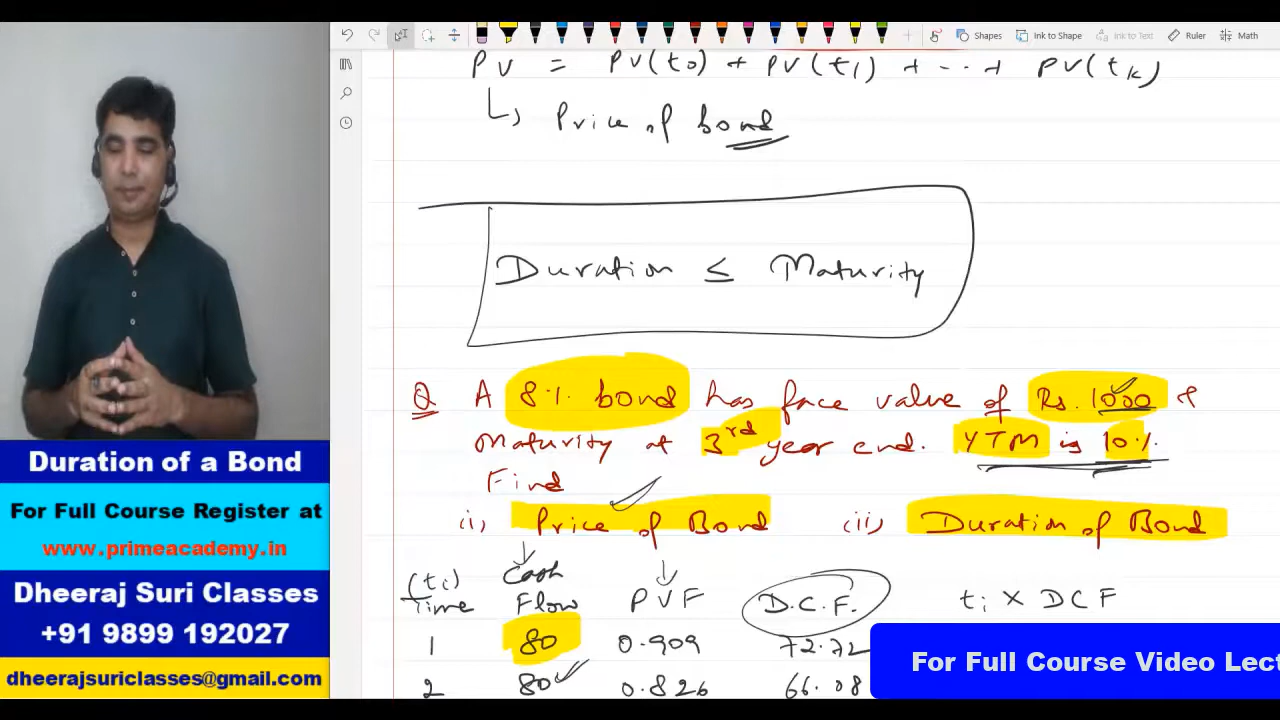 Shapes Ink to Shape Ink to Text Ruler Math
PV = PV(t0) + PV(t1) + ... + PV(tk)
↳ Price of bond
Duration ≤ Maturity
Q A 8% bond has face value of Rs. 1000 &
Maturity at 3rd year end. YTM is 10%.
Find
(i) Price of Bond (ii) Duration of Bond
(ti) Time Cash Flow PVF D.C.F. ti X DCF
1 80 0.909 72.72
2 80 0.826 66.08
Duration of a Bond
For Full Course Register at
www.primeacademy.in
Dheeraj Suri Classes
+91 9899 192027
dheerajsuriclasses@gmail.com
For Full Course Video Lect